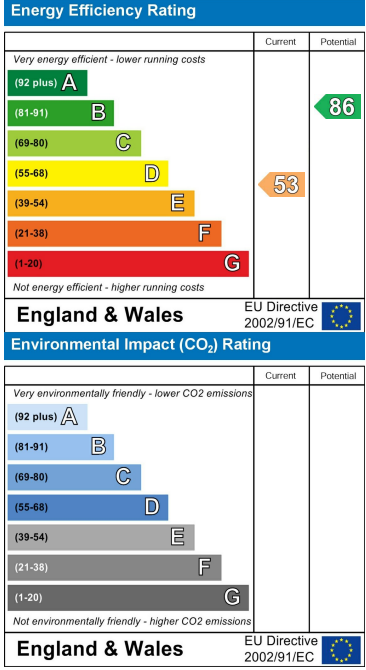 Energy Efficiency Rating
Current Potential
Very energy efficient - lower running costs
(92 plus) A
(81-91) B
86
(69-80) C
(55-68) D
53
(39-54) E
(21-38) F
(1-20) G
Not energy efficient - higher running costs
England & Wales
EU Directive
2002/91/EC
Environmental Impact (CO₂) Rating
Current Potential
Very environmentally friendly - lower CO2 emissions
(92 plus) A
(81-91) B
(69-80) C
(55-68) D
(39-54) E
(21-38) F
(1-20) G
Not environmentally friendly - higher CO2 emissions
England & Wales
EU Directive
2002/91/EC